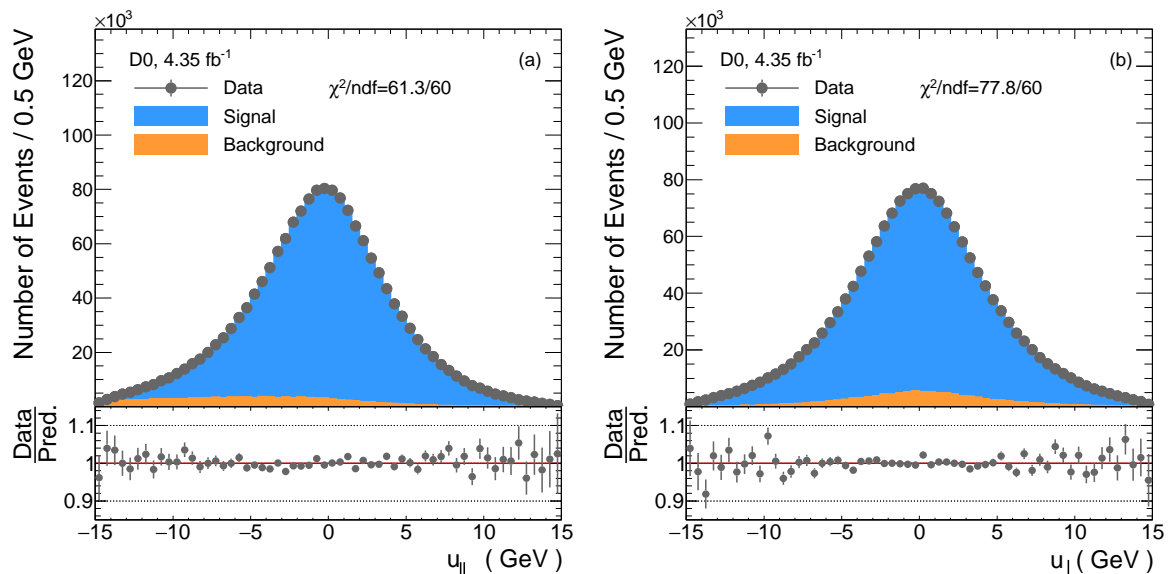 ×10³
Number of Events / 0.5 GeV
120
100
80
60
40
20
D0, 4.35 fb⁻¹
(a)
Data
χ²/ndf=61.3/60
Signal
Background
Data
Pred.
1.1
1
0.9
−15 −10 −5 0 5 10 15
u|| ( GeV )
×10³
Number of Events / 0.5 GeV
120
100
80
60
40
20
0
D0, 4.35 fb⁻¹
(b)
Data
χ²/ndf=77.8/60
Signal
Background
Data
Pred.
1.1
1
0.9
−15 −10 −5 0 5 10 15
u⊥ ( GeV )